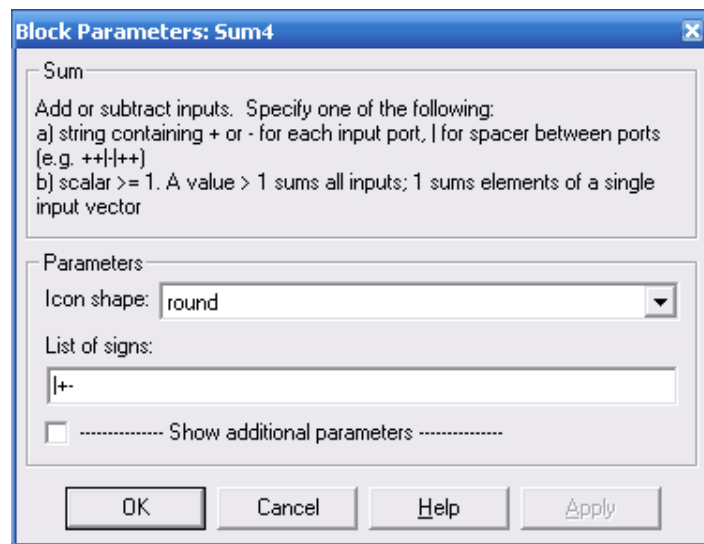 Block Parameters: Sum4
Sum
Add or subtract inputs.  Specify one of the following:
a) string containing + or - for each input port, | for spacer between ports
(e.g. ++|-|++)
b) scalar >= 1. A value > 1 sums all inputs; 1 sums elements of a single
input vector
Parameters
Icon shape: round
List of signs:
|+-
--------------- Show additional parameters ---------------
OK Cancel Help Apply